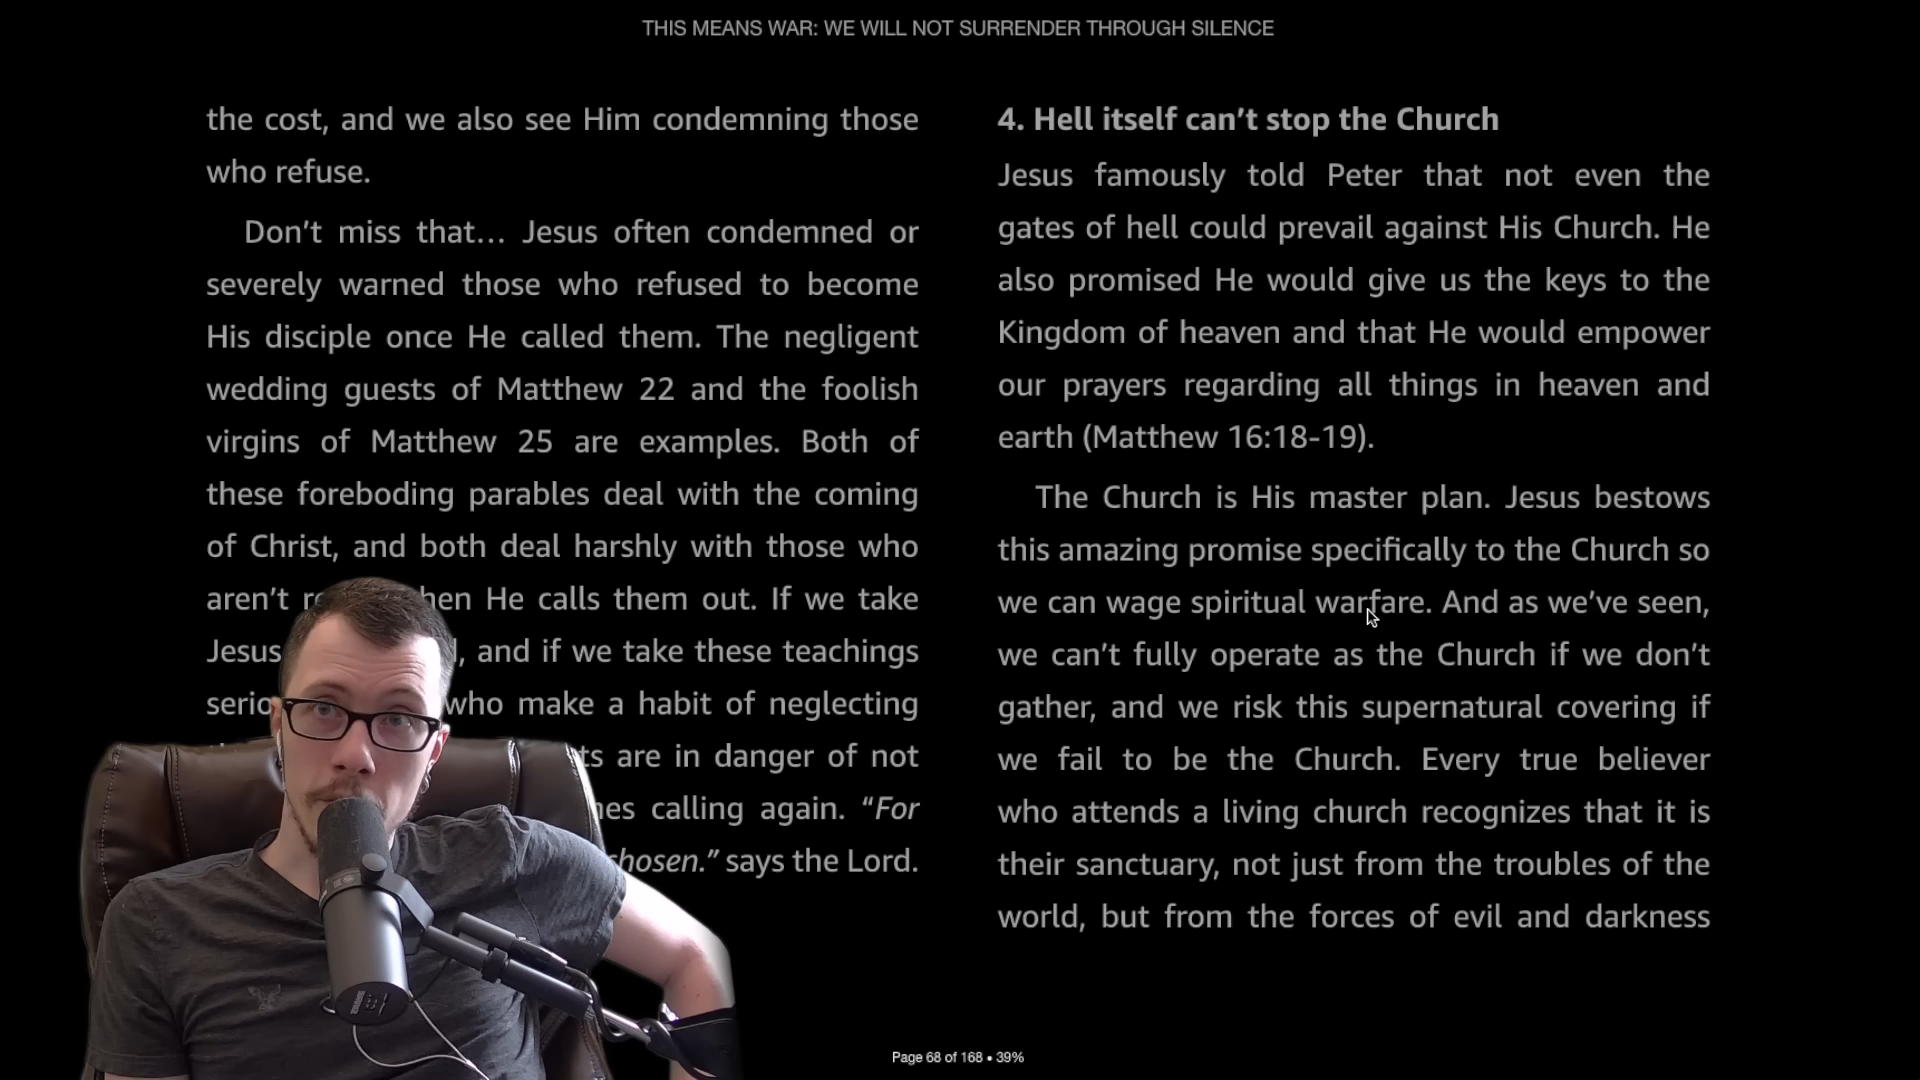 THIS MEANS WAR: WE WILL NOT SURRENDER THROUGH SILENCE
the cost, and we also see Him condemning those
who refuse.
Don’t miss that… Jesus often condemned or
severely warned those who refused to become
His disciple once He called them. The negligent
wedding guests of Matthew 22 and the foolish
virgins of Matthew 25 are examples. Both of
these foreboding parables deal with the coming
of Christ, and both deal harshly with those who
aren’t when He calls them out. If we take
Jesus, and if we take these teachings
who make a habit of neglecting
are in danger of not
calling again. “For
chosen.” says the Lord.
4. Hell itself can’t stop the Church
Jesus famously told Peter that not even the
gates of hell could prevail against His Church. He
also promised He would give us the keys to the
Kingdom of heaven and that He would empower
our prayers regarding all things in heaven and
earth (Matthew 16:18-19).
The Church is His master plan. Jesus bestows
this amazing promise specifically to the Church so
we can wage spiritual warfare. And as we’ve seen,
we can’t fully operate as the Church if we don’t
gather, and we risk this supernatural covering if
we fail to be the Church. Every true believer
who attends a living church recognizes that it is
their sanctuary, not just from the troubles of the
world, but from the forces of evil and darkness
Page 68 of 168 • 39%